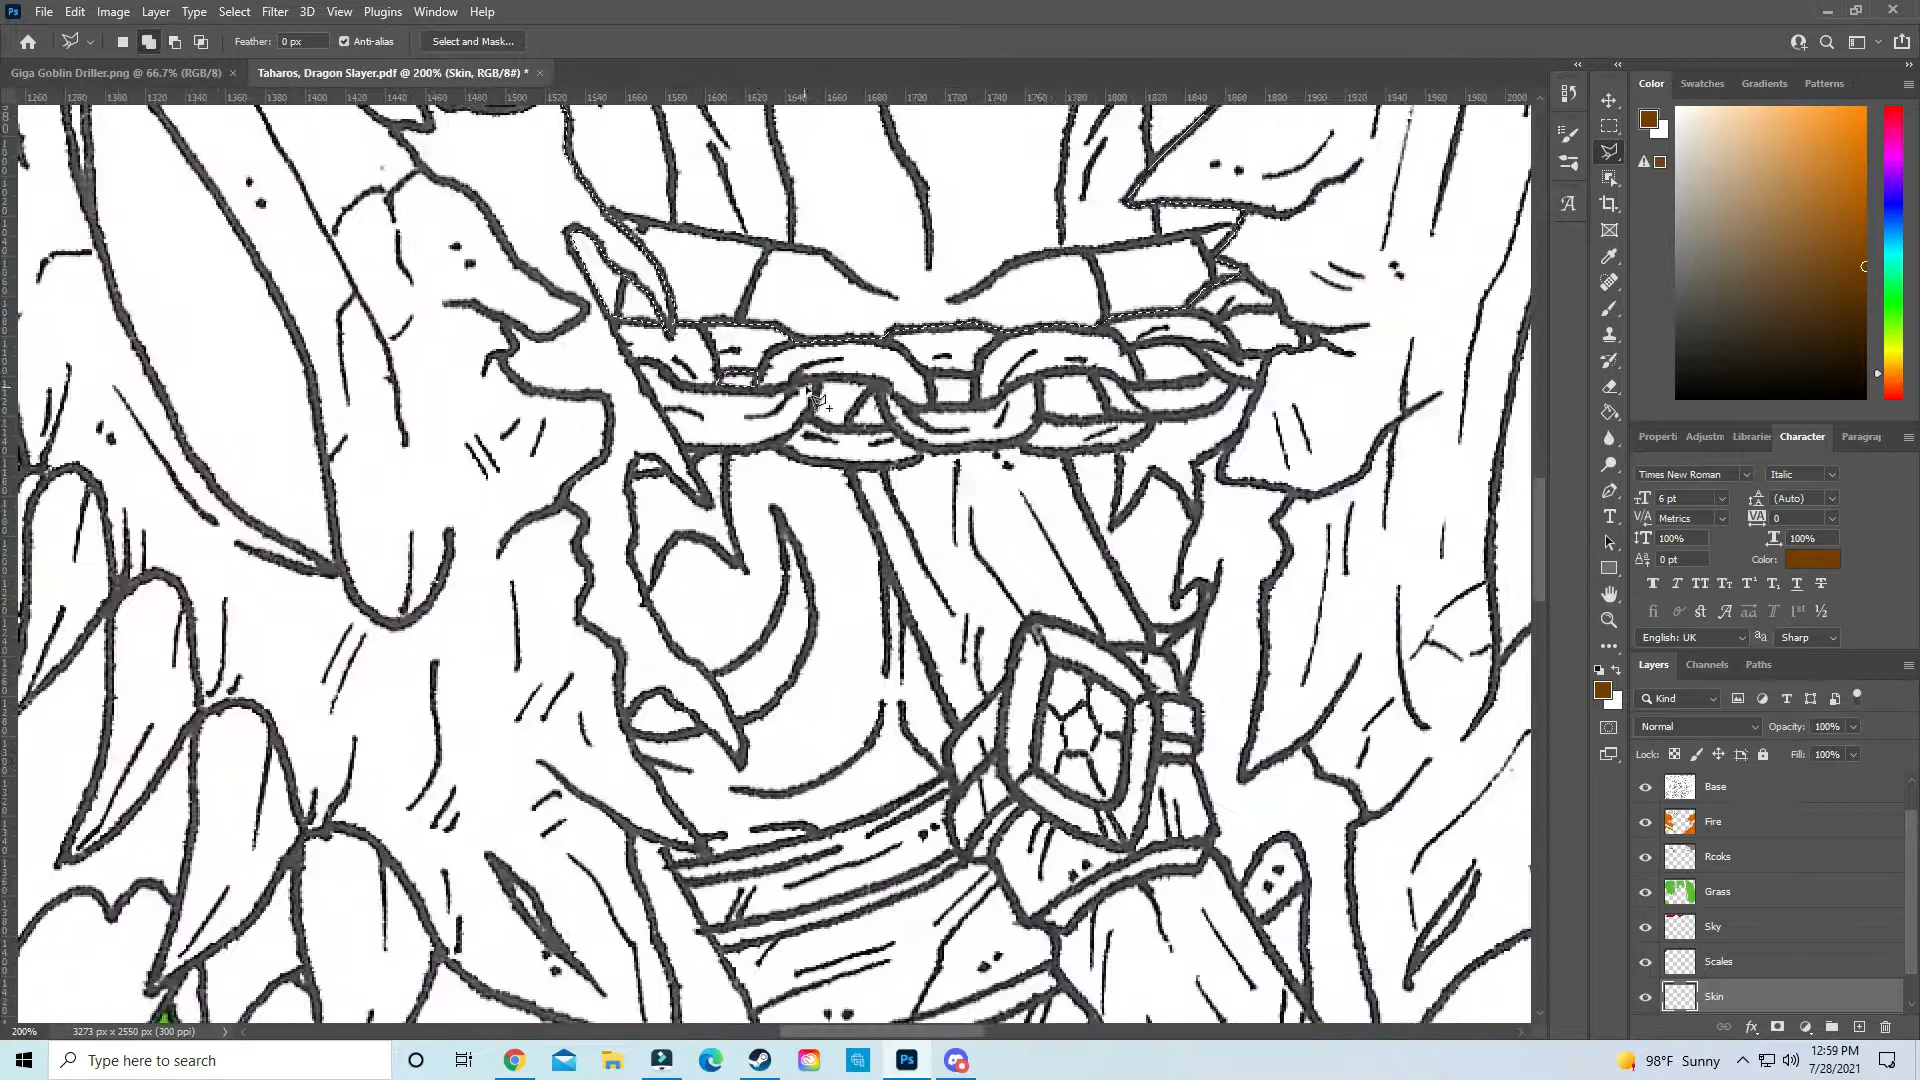 Ps File Edit Image Layer Type Select Filter 3D View Plugins Window Help
Feather: 0 px Anti-alias Select and Mask...
Giga Goblin Driller.png @ 66.7% (RGB/8) × Taharos, Dragon Slayer.pdf @ 200% (Skin, RGB/8#) * ×
Color Swatches Gradients Patterns
Properti Adjustm Librarie Character Paragrap
Times New Roman Italic
6 pt (Auto)
Metrics 0
100% 100%
0 pt Color:
English: UK Sharp
Layers Channels Paths
Kind
Normal Opacity: 100%
Lock: Fill: 100%
Base
Fire
Rcoks
Grass
Sky
Scales
Skin
200% 3273 px x 2550 px (300 ppi)
Type here to search
98°F Sunny
12:59 PM
7/28/2021